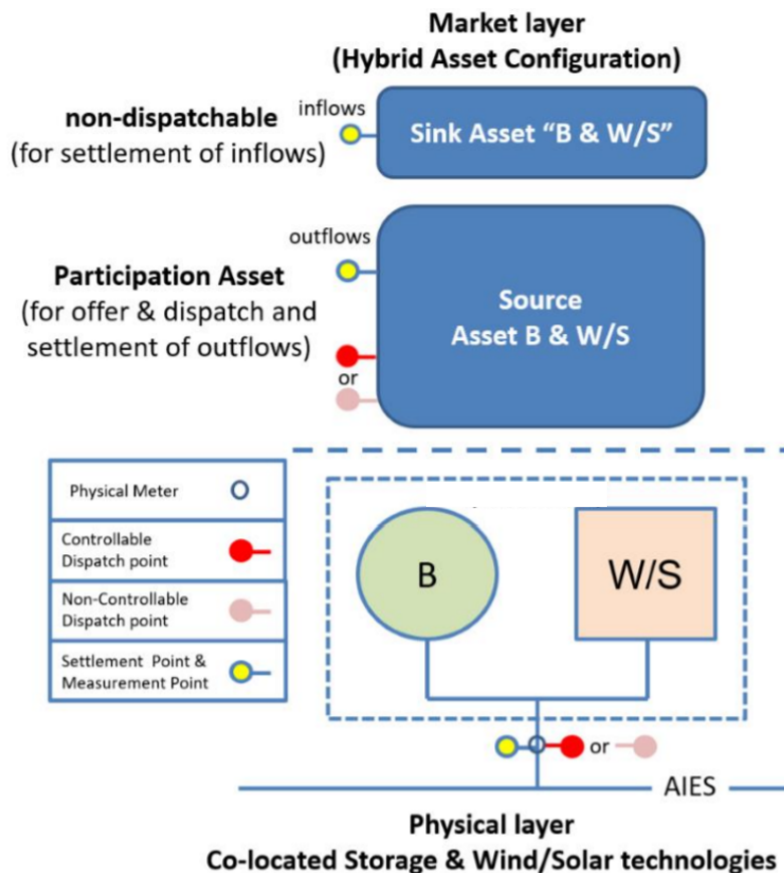 Market layer
(Hybrid Asset Configuration)
inflows
non-dispatchable
(for settlement of inflows)
Sink Asset “B & W/S”
outflows
Participation Asset
(for offer & dispatch and
settlement of outflows)
Source
Asset B & W/S
or
Physical Meter
Controllable
Dispatch point
Non-Controllable
Dispatch point
Settlement Point &
Measurement Point
B
W/S
or
AIES
Physical layer
Co-located Storage & Wind/Solar technologies